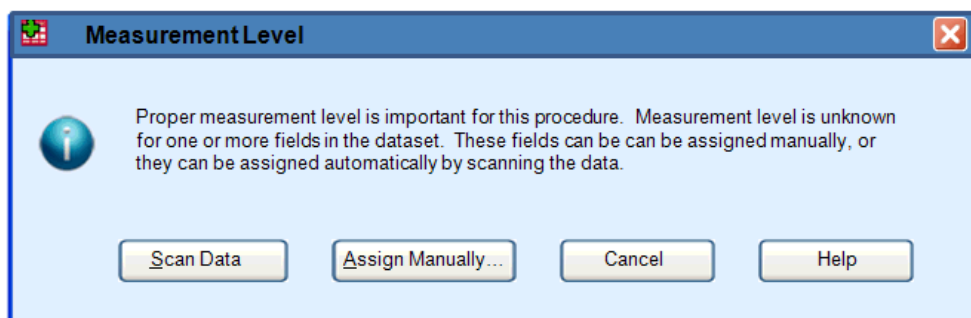 Measurement Level
Proper measurement level is important for this procedure.  Measurement level is unknown
for one or more fields in the dataset.  These fields can be can be assigned manually, or
they can be assigned automatically by scanning the data.
Scan Data
Assign Manually...
Cancel
Help